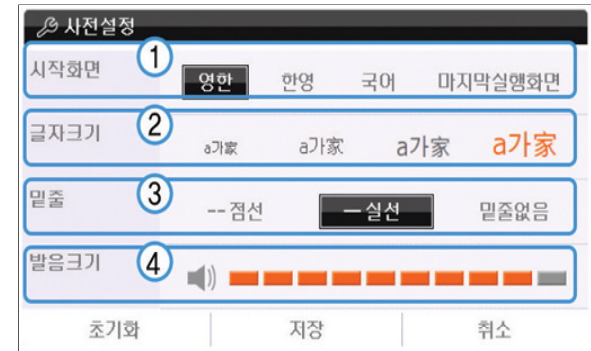 사전설정
시작화면 1 영한 한영 국어 마지막실행화면
글자크기 2 a가家 a가家 a가家 a가家
밑줄 3 -- 점선 ー 실선 밑줄없음
발음크기 4
초기화 저장 취소